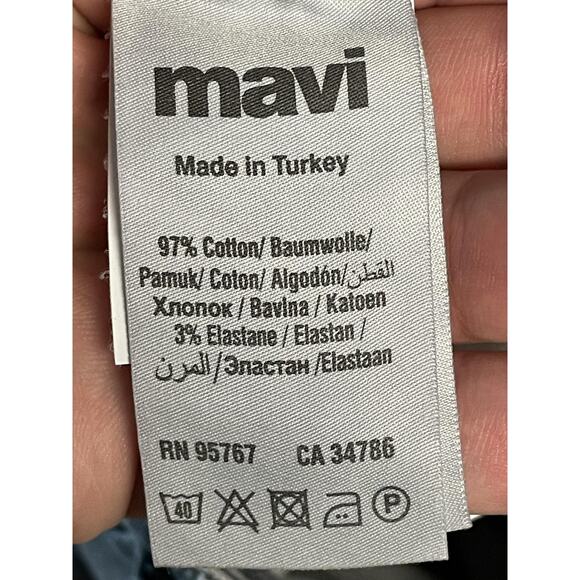 mavi
Made in Turkey
97% Cotton/ Baumwolle/
Pamuk/ Coton/ Algodón/القطن
Хлопок / Bavlna / Katoen
3% Elastane / Elastan /
المرن/Эластан /Elastaan
RN 95767 CA 34786
40 P